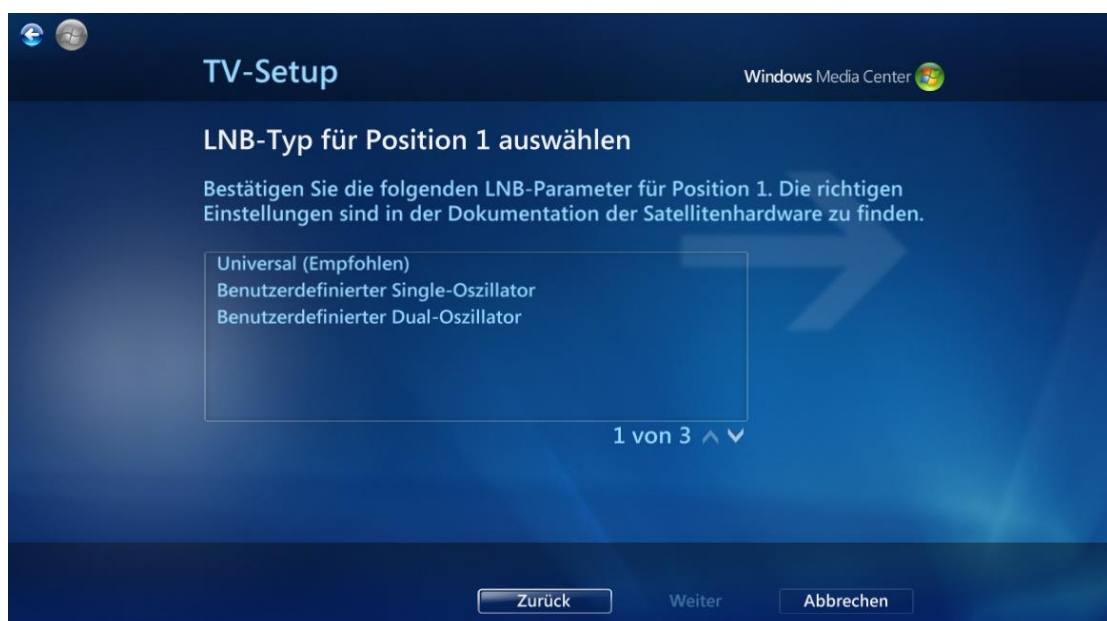 TV-Setup
Windows Media Center
LNB-Typ für Position 1 auswählen
Bestätigen Sie die folgenden LNB-Parameter für Position 1. Die richtigen
Einstellungen sind in der Dokumentation der Satellitenhardware zu finden.
Universal (Empfohlen)
Benutzerdefinierter Single-Oszillator
Benutzerdefinierter Dual-Oszillator
1 von 3
Zurück
Weiter
Abbrechen